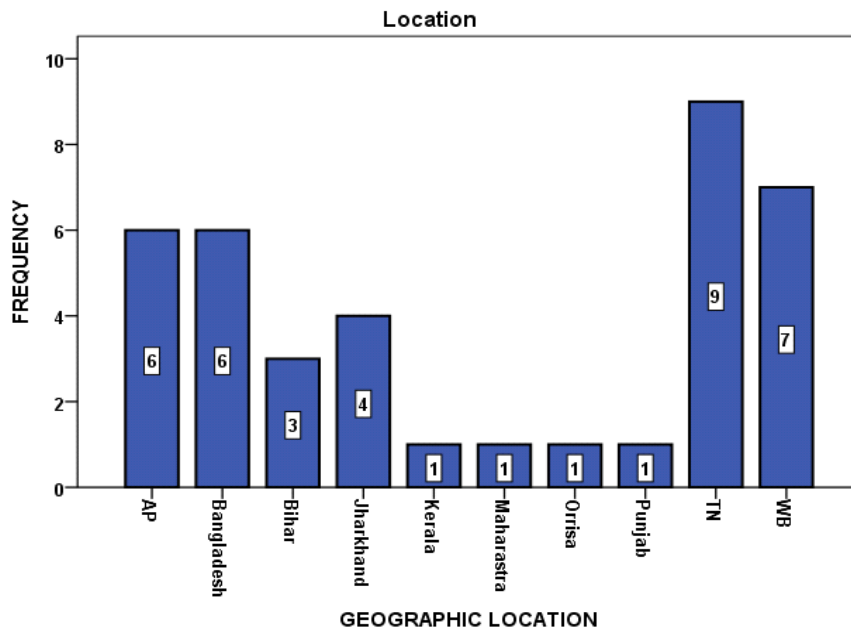 Location
FREQUENCY
10
8
6
4
2
0
6
6
3
4
1
1
1
1
9
7
AP
Bangladesh
Bihar
Jharkhand
Kerala
Maharastra
Orrisa
Punjab
TN
WB
GEOGRAPHIC LOCATION